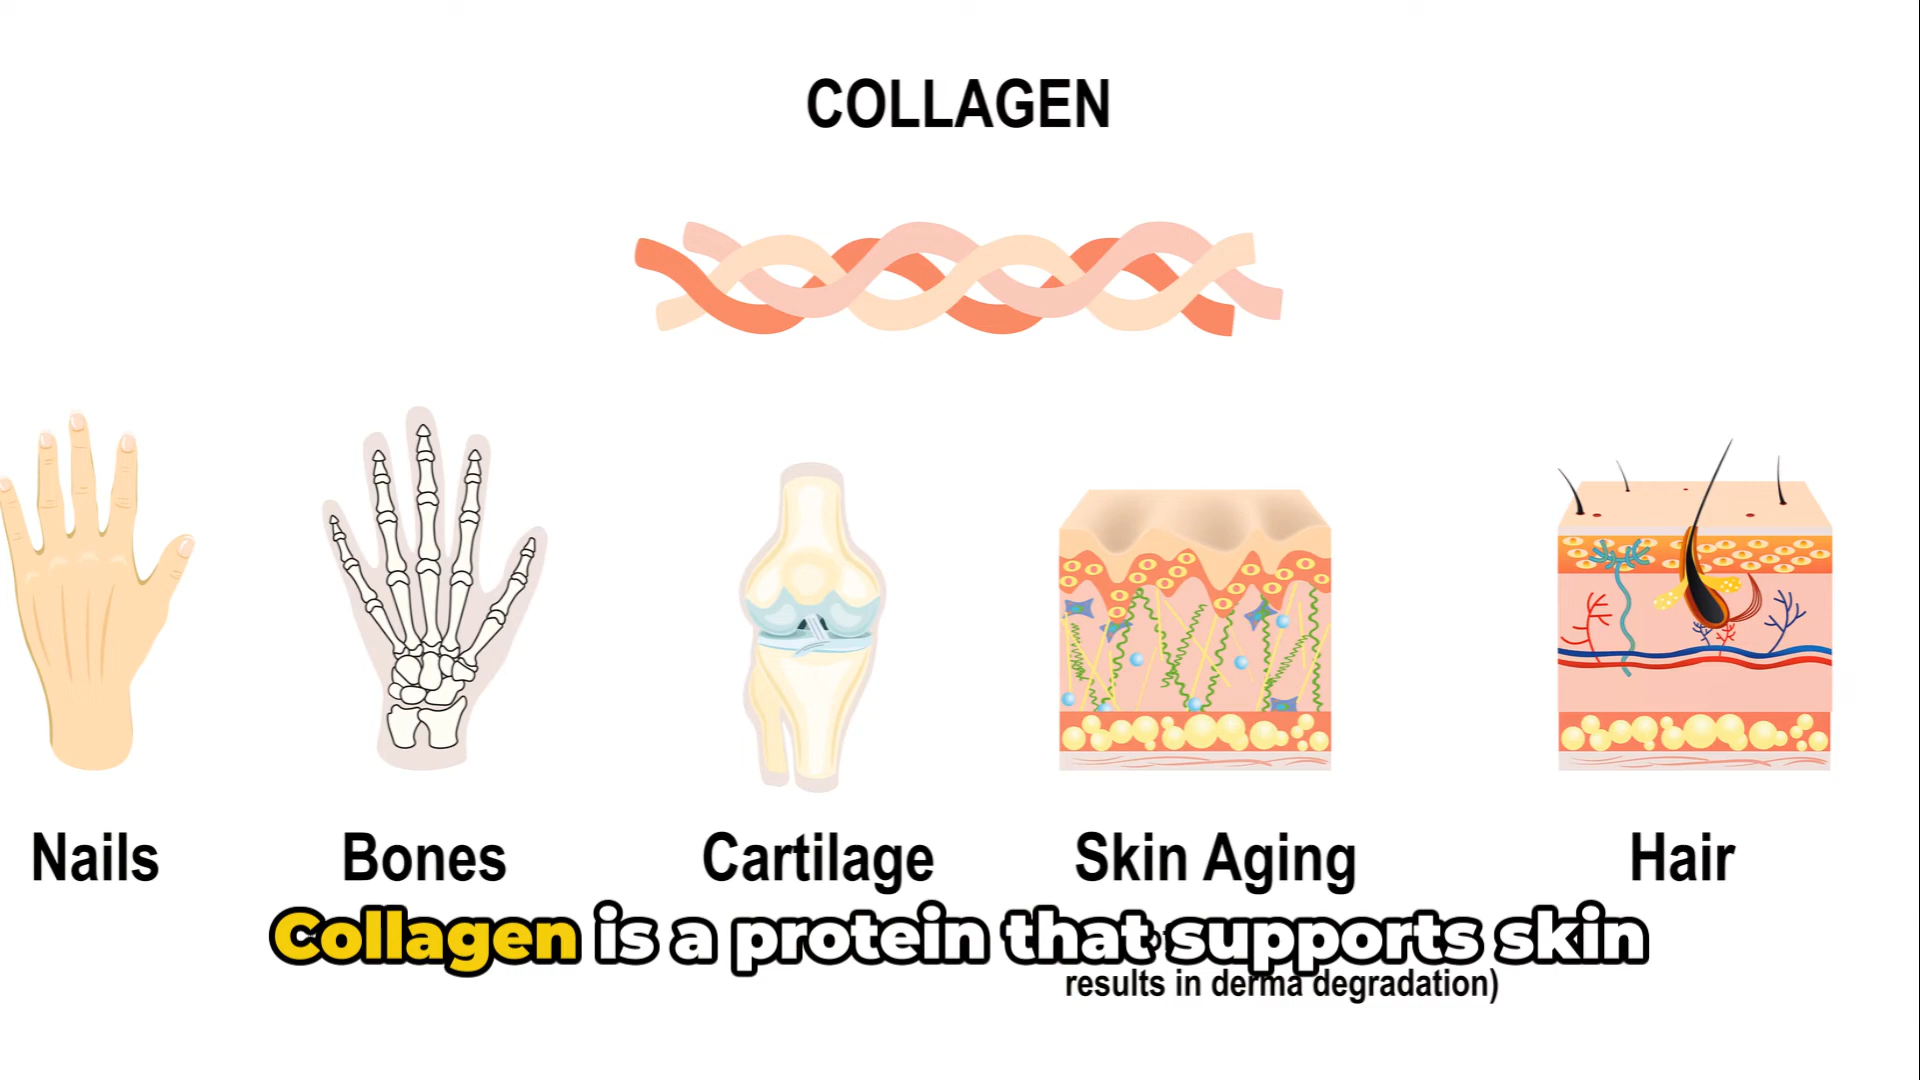 COLLAGEN
Nails
Bones
Cartilage
Skin Aging
Hair
Collagen is a protein that supports skin
results in derma degradation)